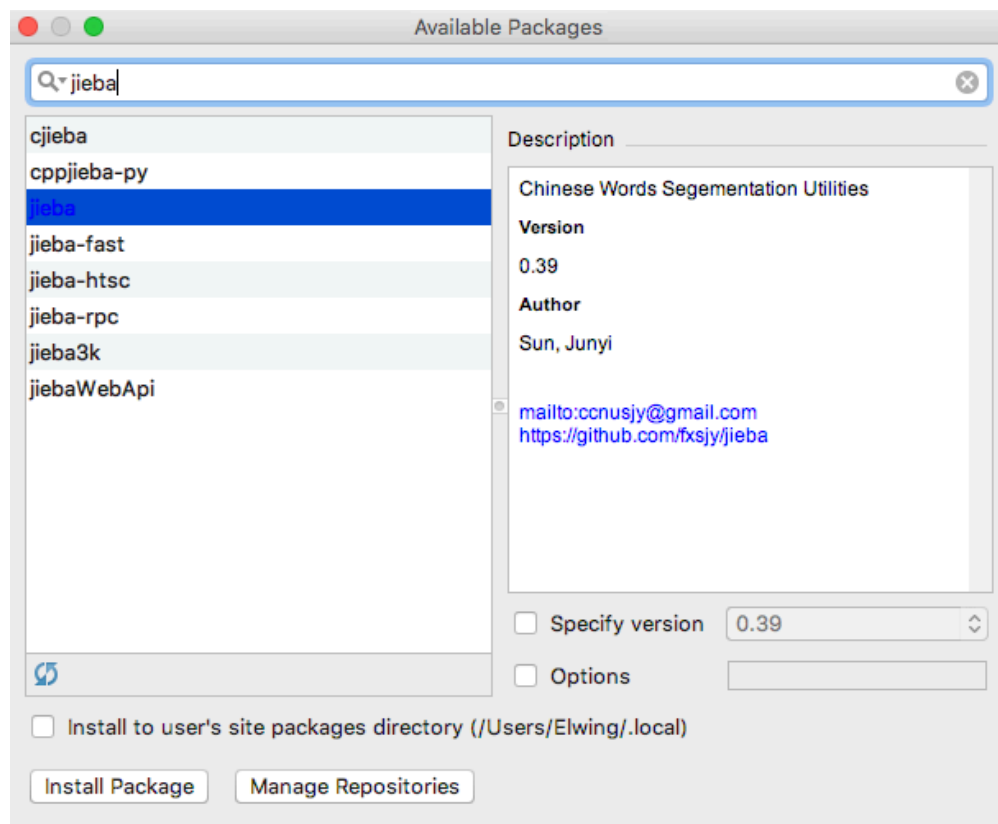 Available Packages
jieba
cjieba
cppjieba-py
jieba
jieba-fast
jieba-htsc
jieba-rpc
jieba3k
jiebaWebApi
Description
Chinese Words Segementation Utilities
Version
0.39
Author
Sun, Junyi
mailto:ccnusjy@gmail.com
https://github.com/fxsjy/jieba
Specify version 0.39
Options
Install to user's site packages directory (/Users/Elwing/.local)
Install Package Manage Repositories